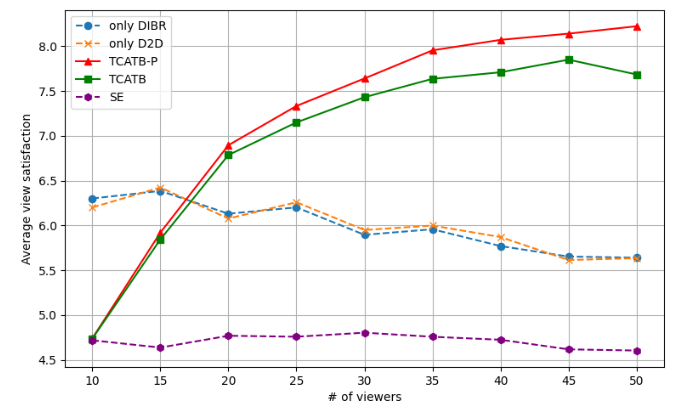 only DIBR
only D2D
TCATB-P
TCATB
SE
Average view satisfaction
8.0
7.5
7.0
6.5
6.0
5.5
5.0
4.5
10 15 20 25 30 35 40 45 50
# of viewers